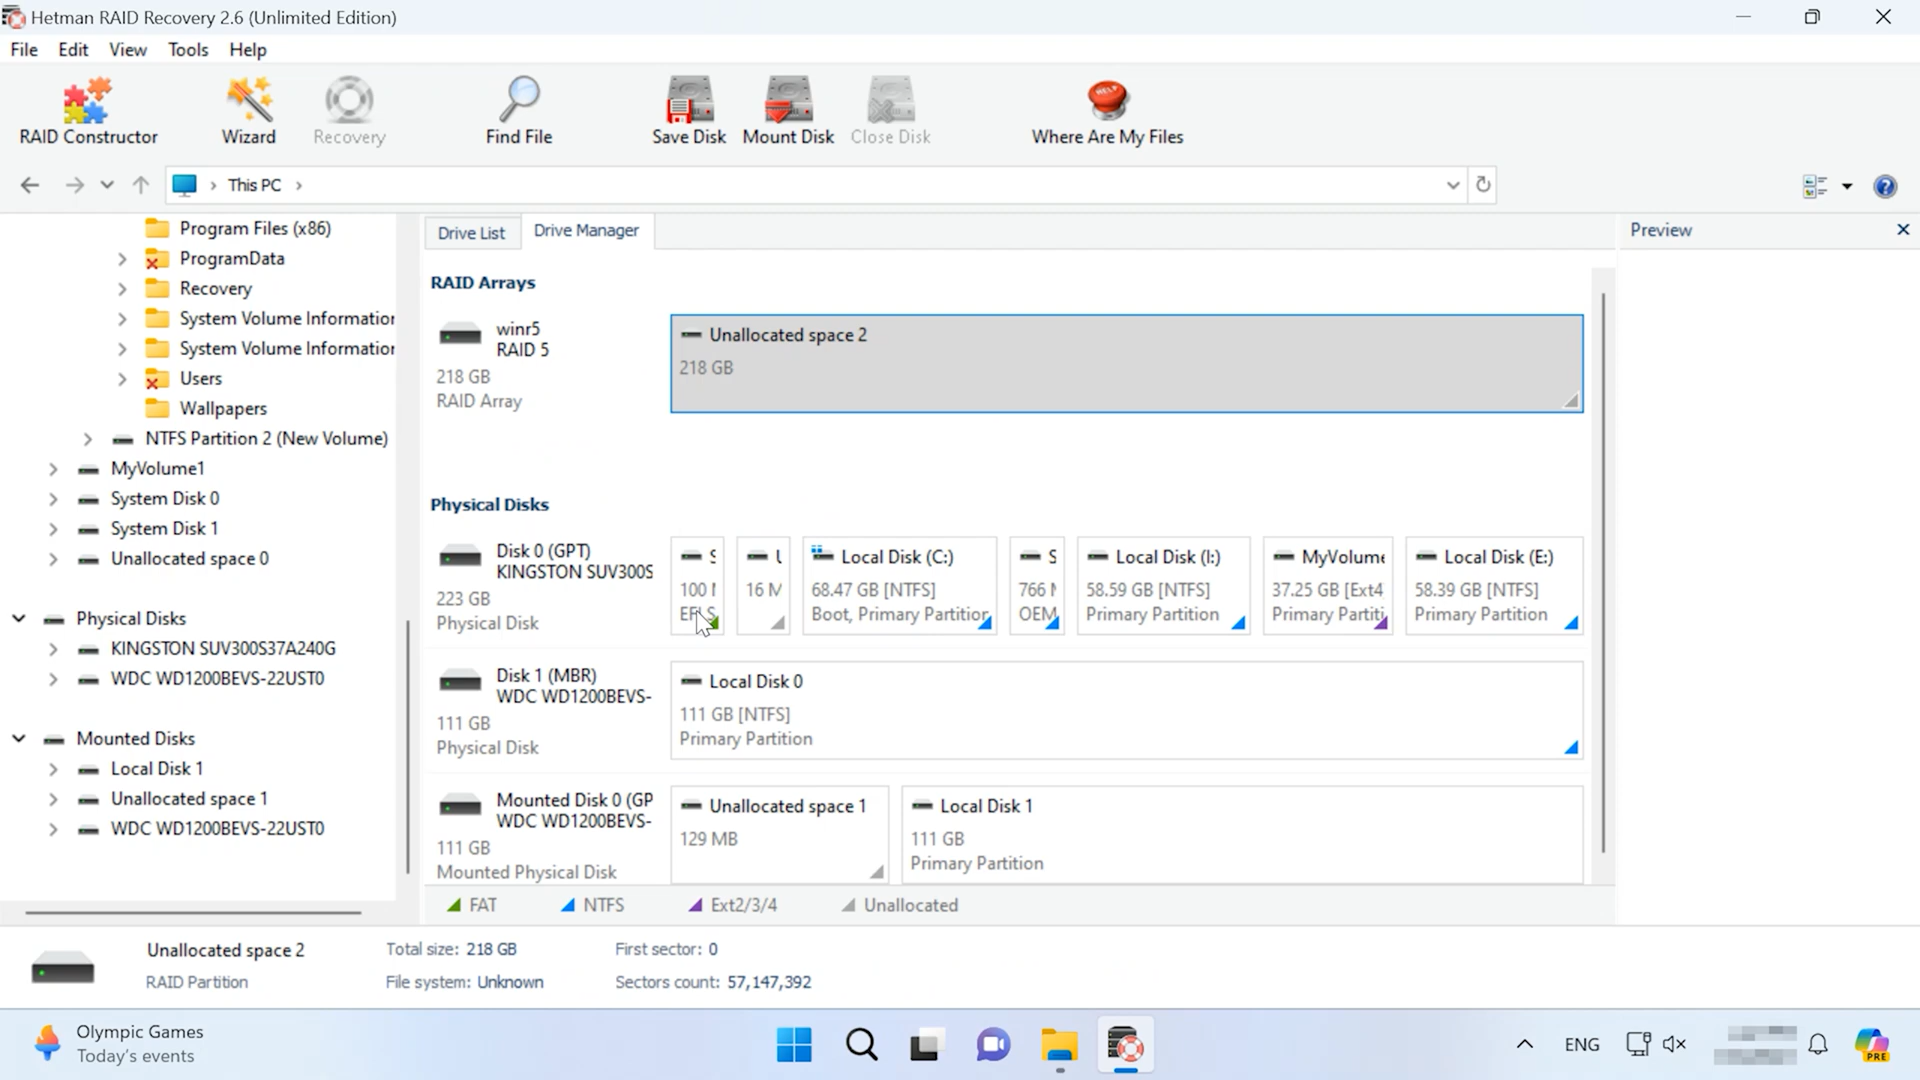 Hetman RAID Recovery 2.6 (Unlimited Edition)
File Edit View Tools Help
RAID Constructor Wizard Recovery Find File Save Disk Mount Disk Close Disk HELP Where Are My Files
This PC
Program Files (x86)
ProgramData
Recovery
System Volume Information
System Volume Information
Users
Wallpapers
NTFS Partition 2 (New Volume)
MyVolume1
System Disk 0
System Disk 1
Unallocated space 0
Physical Disks
KINGSTON SUV300S37A240G
WDC WD1200BEVS-22UST0
Mounted Disks
Local Disk 1
Unallocated space 1
WDC WD1200BEVS-22UST0
Drive List Drive Manager
RAID Arrays
winr5
RAID 5
218 GB
RAID Array
Unallocated space 2
218 GB
Physical Disks
Disk 0 (GPT)
KINGSTON SUV300S
223 GB
Physical Disk
S
100
16 M
Local Disk (C:)
68.47 GB [NTFS]
Boot, Primary Partition
S
766
OEM
Local Disk (I:)
58.59 GB [NTFS]
Primary Partition
MyVolume
37.25 GB [Ext4
Primary Partiti
Local Disk (E:)
58.39 GB [NTFS]
Primary Partition
Disk 1 (MBR)
WDC WD1200BEVS-
111 GB
Physical Disk
Local Disk 0
111 GB [NTFS]
Primary Partition
Mounted Disk 0 (GP
WDC WD1200BEVS-
111 GB
Mounted Physical Disk
Unallocated space 1
129 MB
Local Disk 1
111 GB
Primary Partition
FAT NTFS Ext2/3/4 Unallocated
Preview
Unallocated space 2
RAID Partition
Total size: 218 GB
File system: Unknown
First sector: 0
Sectors count: 57,147,392
Olympic Games
Today's events
ENG
PRE